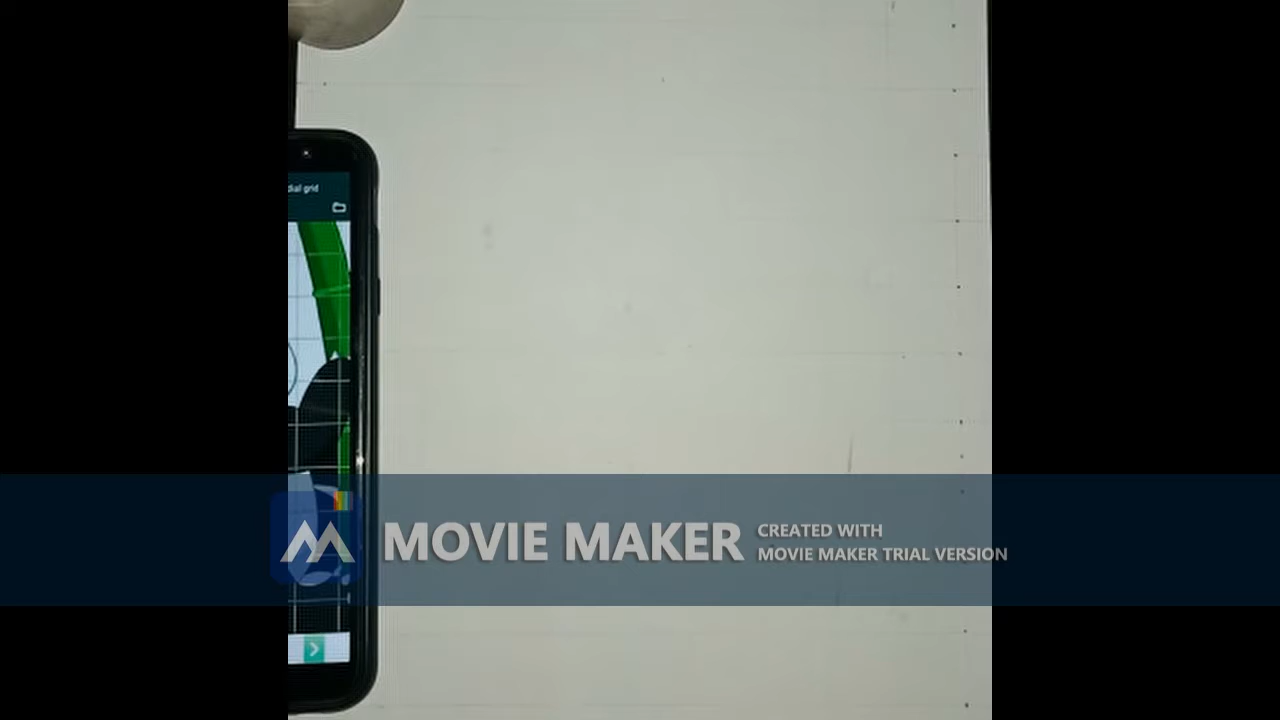 dial grid
MOVIE MAKER
CREATED WITH
MOVIE MAKER TRIAL VERSION